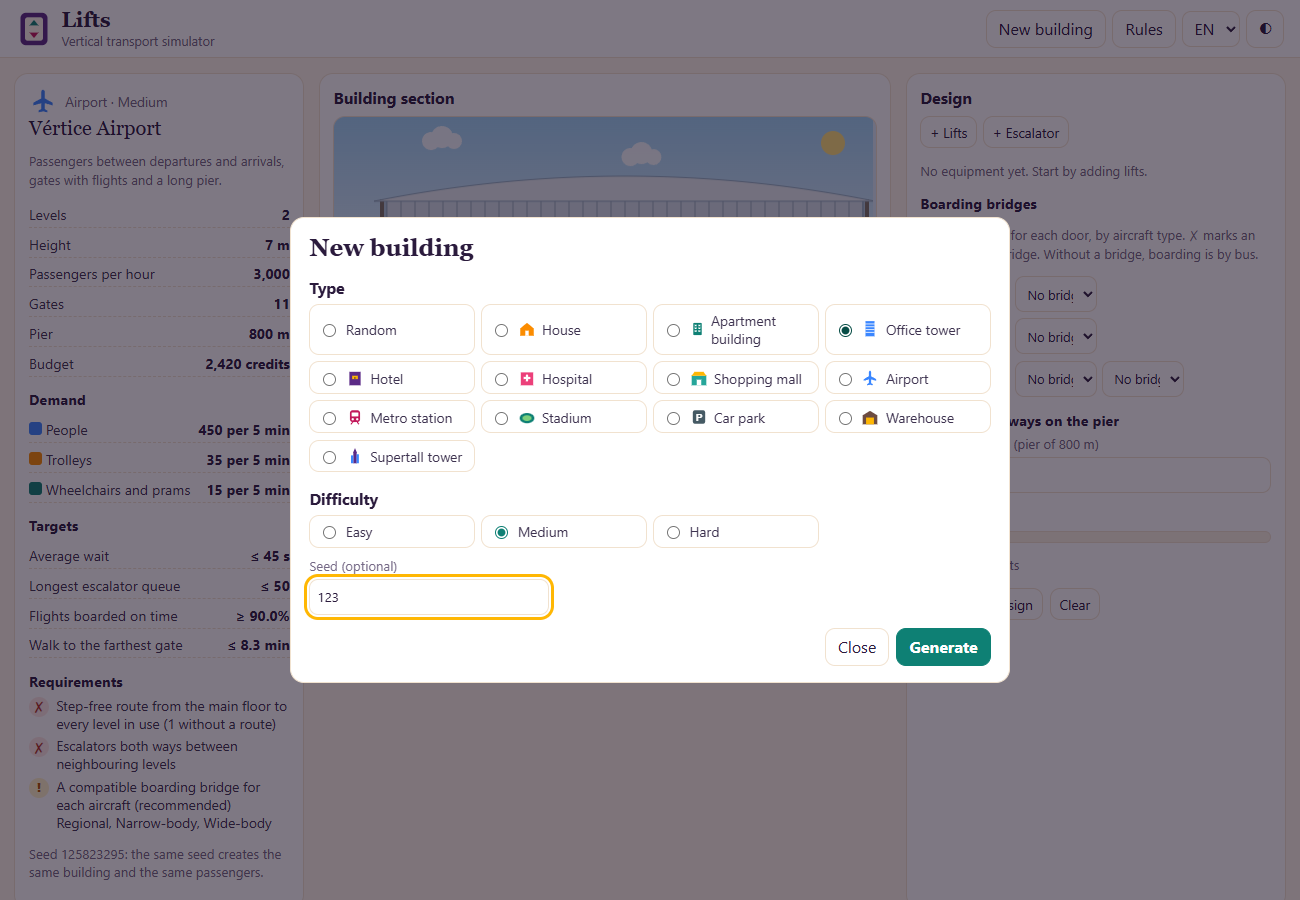 Lifts
Vertical transport simulator
New building
Rules
EN
Airport · Medium
Vértice Airport
Passengers between departures and arrivals,
gates with flights and a long pier.
Levels 2
Height 7 m
Passengers per hour 3,000
Gates 11
Pier 800 m
Budget 2,420 credits
Demand
People 450 per 5 min
Trolleys 35 per 5 min
Wheelchairs and prams 15 per 5 min
Targets
Average wait ≤ 45 s
Longest escalator queue ≤ 50
Flights boarded on time ≥ 90.0%
Walk to the farthest gate ≤ 8.3 min
Requirements
✗ Step-free route from the main floor to
every level in use (1 without a route)
✗ Escalators both ways between
neighbouring levels
! A compatible boarding bridge for
each aircraft (recommended)
Regional, Narrow-body, Wide-body
Seed 125823295: the same seed creates the
same building and the same passengers.
Building section
New building
Type
Random
House
Apartment
building
Office tower
Hotel
Hospital
Shopping mall
Airport
Metro station
Stadium
P Car park
Warehouse
Supertall tower
Difficulty
Easy
Medium
Hard
Seed (optional)
123
Close
Generate
Design
+ Lifts
+ Escalator
No equipment yet. Start by adding lifts.
Boarding bridges
for each door, by aircraft type. ✗ marks an
Without a bridge, boarding is by bus.
No bridg
No bridg
No bridg
No bridg
on the pier
(pier of 800 m)
Clear